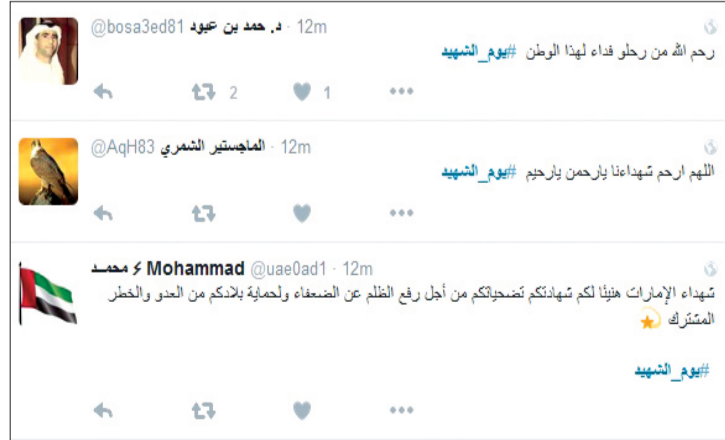 د. حمد بن عبود @bosa3ed81 · 12m
رحم الله من رحلو فداء لهذا الوطن #يوم_الشهيد
2 1
الماجستير الشمري @AqH83 · 12m
اللهم ارحم شهداءنا يارحمن يارحيم #يوم_الشهيد
محمــد ⚡ Mohammad @uae0ad1 · 12m
شهداء الإمارات هنيئا لكم شهادتكم تضحياتكم من أجل رفع الظلم عن الضعفاء ولحماية بلادكم من العدو والخطر
المشترك 💫
#يوم_الشهيد